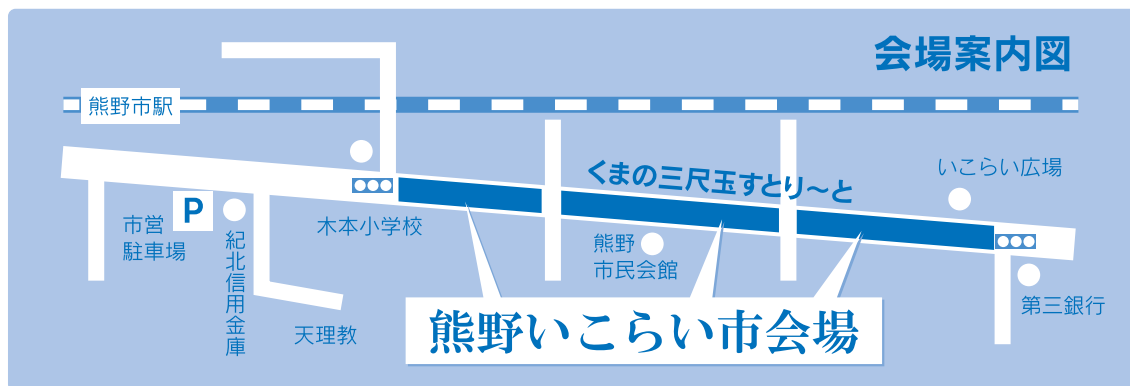 会場案内図
熊野市駅
くまの三尺玉すとり～と
いこらい広場
P
市営
駐車場
紀北信用金庫
木本小学校
熊野
市民会館
第三銀行
天理教
熊野いこらい市会場